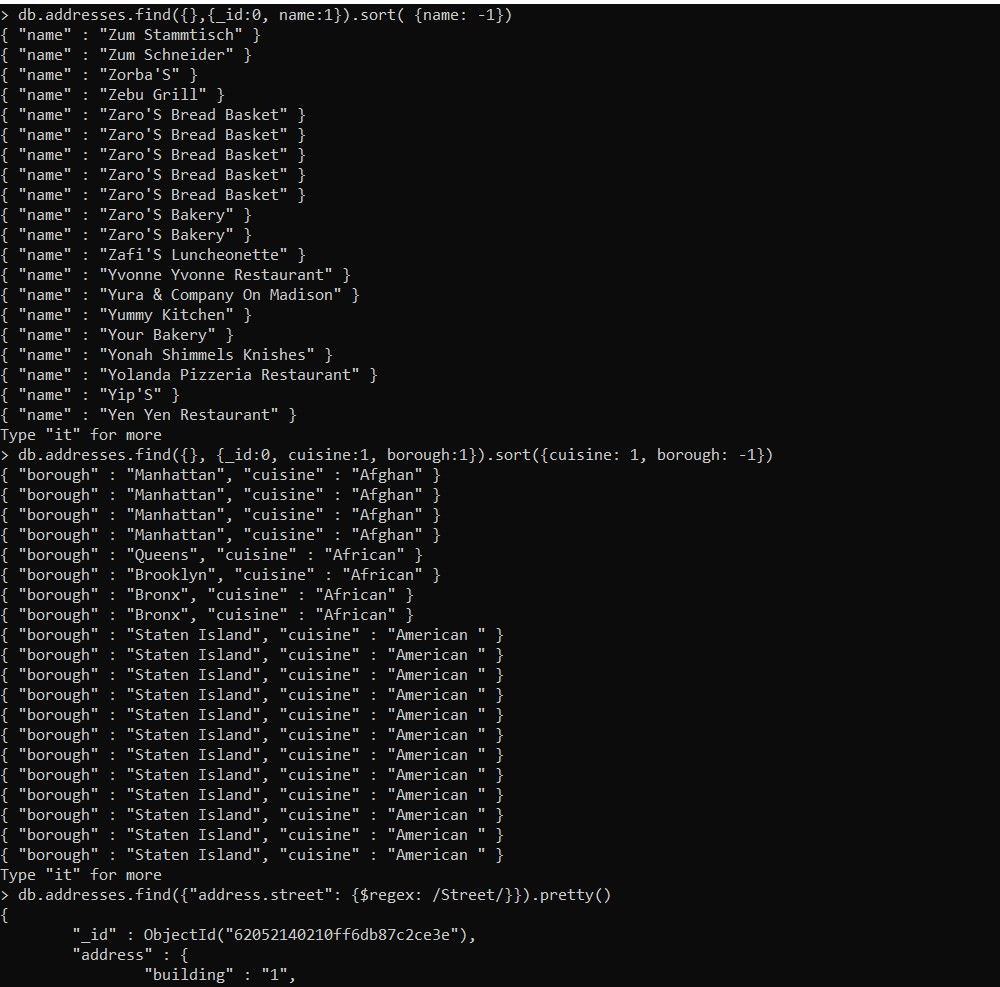 > db.addresses.find({},{_id:0, name:1}).sort( {name: -1})
{ "name" : "Zum Stammtisch" }
{ "name" : "Zum Schneider" }
{ "name" : "Zorba'S" }
{ "name" : "Zebu Grill" }
{ "name" : "Zaro'S Bread Basket" }
{ "name" : "Zaro'S Bread Basket" }
{ "name" : "Zaro'S Bread Basket" }
{ "name" : "Zaro'S Bread Basket" }
{ "name" : "Zaro'S Bread Basket" }
{ "name" : "Zaro'S Bakery" }
{ "name" : "Zaro'S Bakery" }
{ "name" : "Zafi'S Luncheonette" }
{ "name" : "Yvonne Yvonne Restaurant" }
{ "name" : "Yura & Company On Madison" }
{ "name" : "Yummy Kitchen" }
{ "name" : "Your Bakery" }
{ "name" : "Yonah Shimmels Knishes" }
{ "name" : "Yolanda Pizzeria Restaurant" }
{ "name" : "Yip'S" }
{ "name" : "Yen Yen Restaurant" }
Type "it" for more
> db.addresses.find({}, {_id:0, cuisine:1, borough:1}).sort({cuisine: 1, borough: -1})
{ "borough" : "Manhattan", "cuisine" : "Afghan" }
{ "borough" : "Manhattan", "cuisine" : "Afghan" }
{ "borough" : "Manhattan", "cuisine" : "Afghan" }
{ "borough" : "Manhattan", "cuisine" : "Afghan" }
{ "borough" : "Queens", "cuisine" : "African" }
{ "borough" : "Brooklyn", "cuisine" : "African" }
{ "borough" : "Bronx", "cuisine" : "African" }
{ "borough" : "Bronx", "cuisine" : "African" }
{ "borough" : "Staten Island", "cuisine" : "American " }
{ "borough" : "Staten Island", "cuisine" : "American " }
{ "borough" : "Staten Island", "cuisine" : "American " }
{ "borough" : "Staten Island", "cuisine" : "American " }
{ "borough" : "Staten Island", "cuisine" : "American " }
{ "borough" : "Staten Island", "cuisine" : "American " }
{ "borough" : "Staten Island", "cuisine" : "American " }
{ "borough" : "Staten Island", "cuisine" : "American " }
{ "borough" : "Staten Island", "cuisine" : "American " }
{ "borough" : "Staten Island", "cuisine" : "American " }
{ "borough" : "Staten Island", "cuisine" : "American " }
{ "borough" : "Staten Island", "cuisine" : "American " }
Type "it" for more
> db.addresses.find({"address.street": {$regex: /Street/}}).pretty()
{
        "_id" : ObjectId("62052140210ff6db87c2ce3e"),
        "address" : {
                "building" : "1",